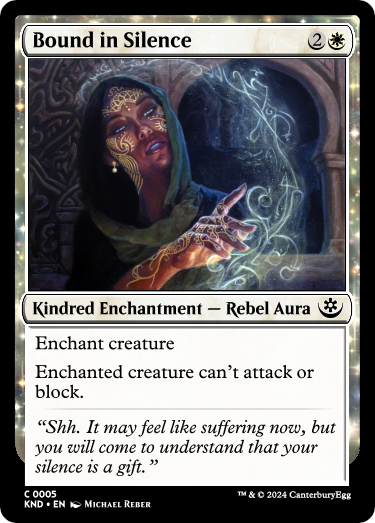 Bound in Silence 2
Kindred Enchantment — Rebel Aura
Enchant creature
Enchanted creature can't attack or
block.
“Shh. It may feel like suffering now, but
you will come to understand that your
silence is a gift.”
C 0005
KND • EN Michael Reber
™ & © 2024 CanterburyEgg